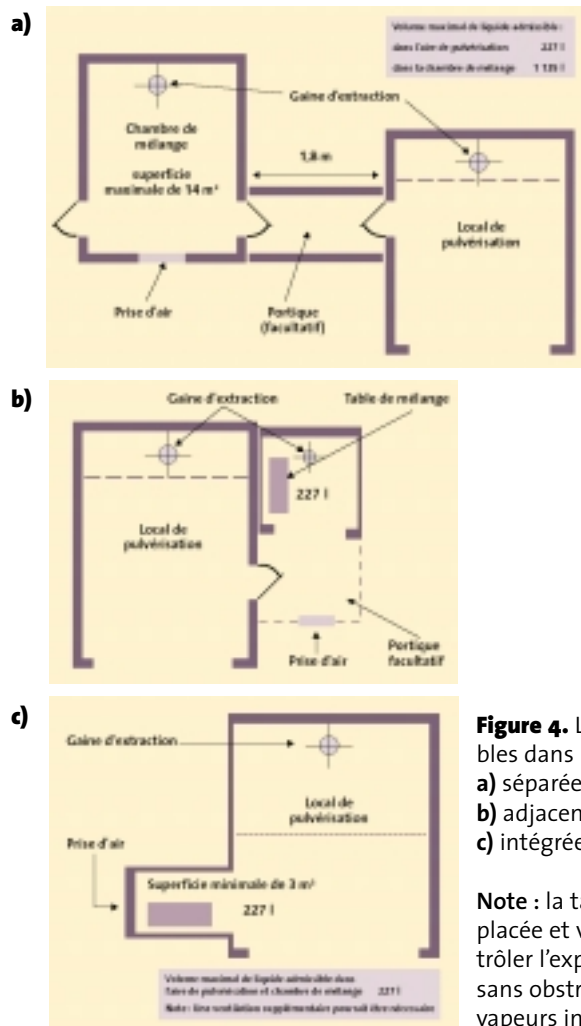 a)
Volume maximal de liquide admissible :
dans l'aire de pulvérisation 227 l
dans la chambre de mélange 1 135 l
Gaine d'extraction
Chambre de
mélange
superficie
maximale de 14 m²
1,8 m
Local de
pulvérisation
Prise d'air
Portique
(facultatif)
b)
Gaine d'extraction
Table de mélange
227 l
Local de
pulvérisation
Prise d'air
Portique
facultatif
c)
Gaine d'extraction
Local de
pulvérisation
Prise d'air
Superficie minimale de 3 m²
227 l
Volume maximal de liquide admissible dans
l'aire de pulvérisation et chambre de mélange 227 l
Note : Une ventilation supplémentaire pourrait être nécessaire
Figure 4. L
bles dans
a) séparée
b) adjacen
c) intégrée
Note : la ta
placée et v
trôler l'exp
sans obstr
vapeurs in